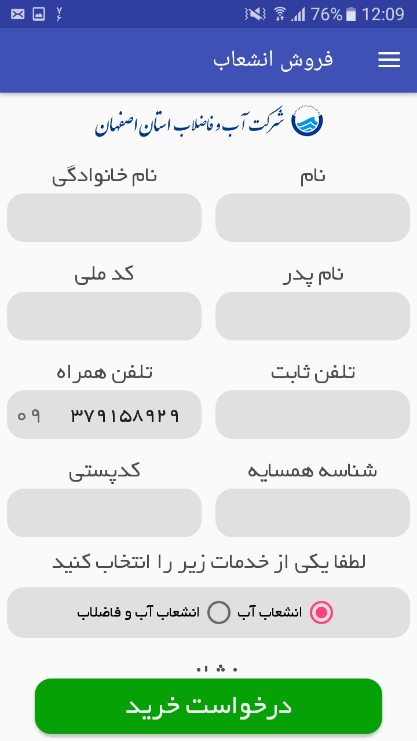 76% 12:09
فروش انشعاب
شرکت آب و فاضلاب استان اصفهان
نام
نام خانوادگی
نام پدر
کد ملی
تلفن ثابت
تلفن همراه
۰۹ ۳۷۹۱۵۸۹۲۹
شناسه همسایه
کدپستی
لطفا یکی از خدمات زیر را انتخاب کنید
انشعاب آب انشعاب آب و فاضلاب
درخواست خرید